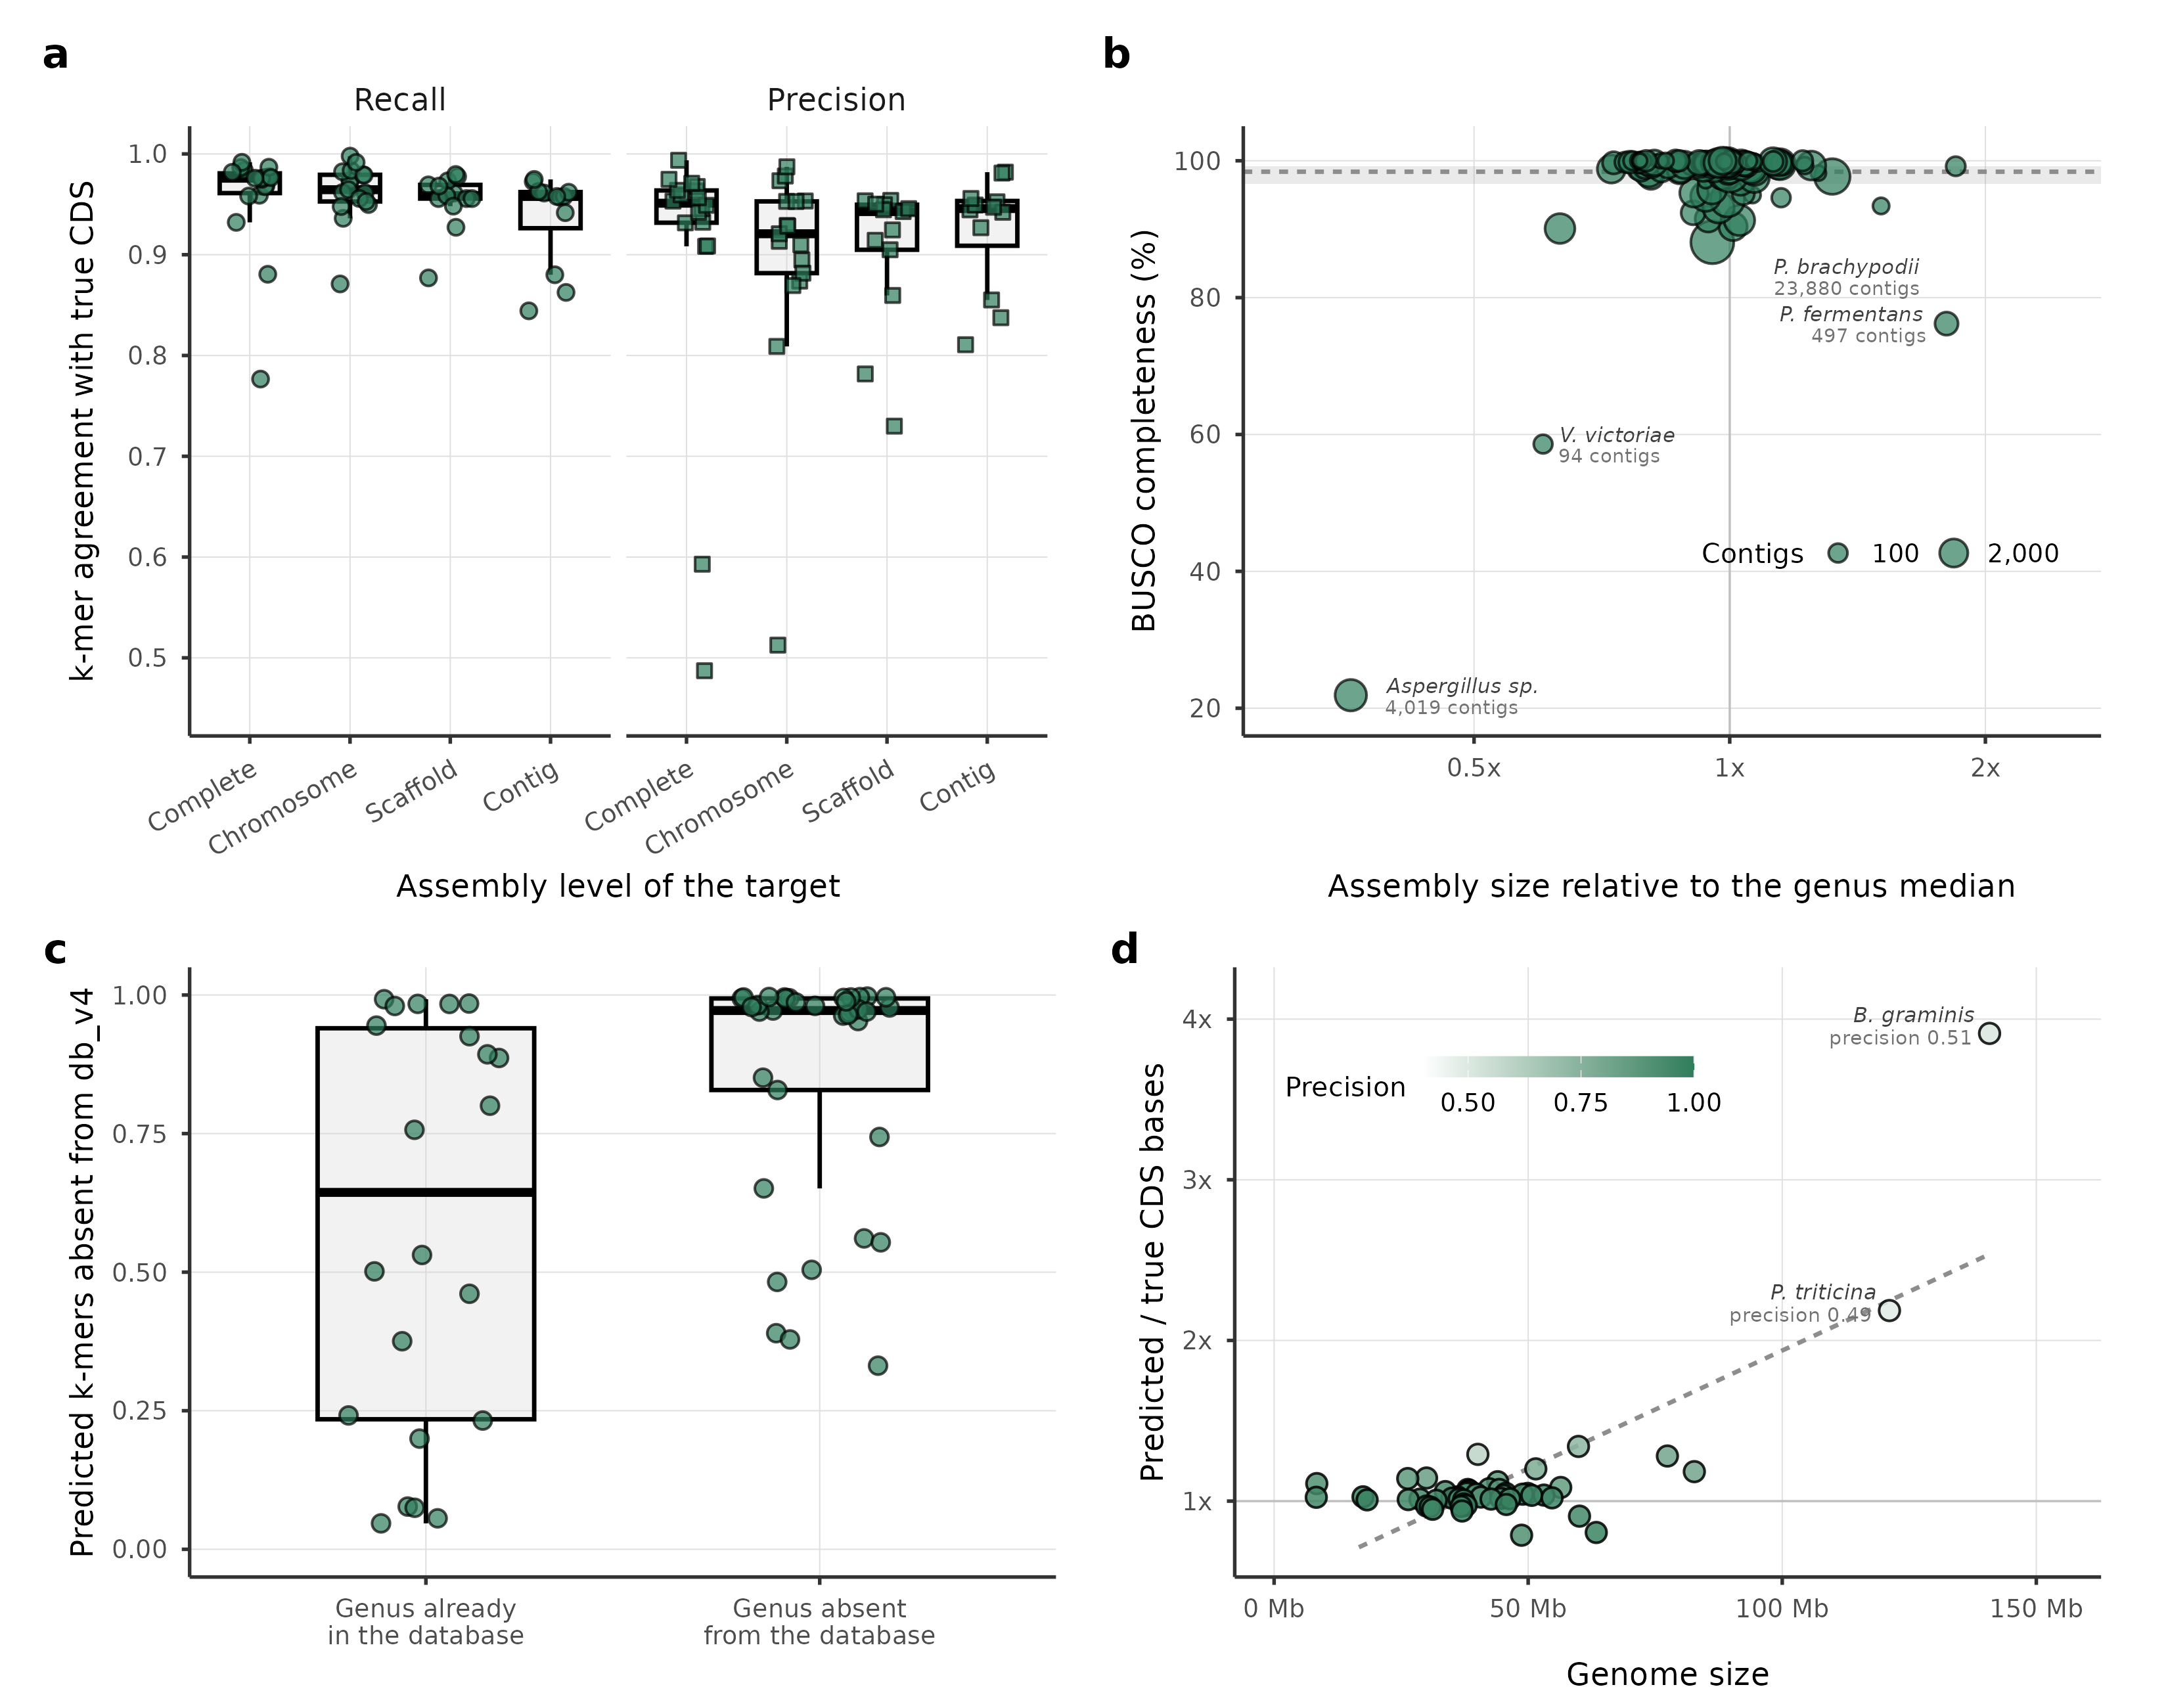 a
Recall
Precision
k-mer agreement with true CDS
1.0
0.9
0.8
0.7
0.6
0.5
Complete
Chromosome
Scaffold
Contig
Complete
Chromosome
Scaffold
Contig
Assembly level of the target
b
BUSCO completeness (%)
100
80
60
40
20
P. brachypodii
23,880 contigs
P. fermentans
497 contigs
V. victoriae
94 contigs
Contigs
100
2,000
Aspergillus sp.
4,019 contigs
0.5x
1x
2x
Assembly size relative to the genus median
c
Predicted k-mers absent from db_v4
1.00
0.75
0.50
0.25
0.00
Genus already
in the database
Genus absent
from the database
d
Predicted / true CDS bases
4x
3x
2x
1x
B. graminis
precision 0.51
Precision
0.50
0.75
1.00
P. triticina
precision 0.49
0 Mb
50 Mb
100 Mb
150 Mb
Genome size